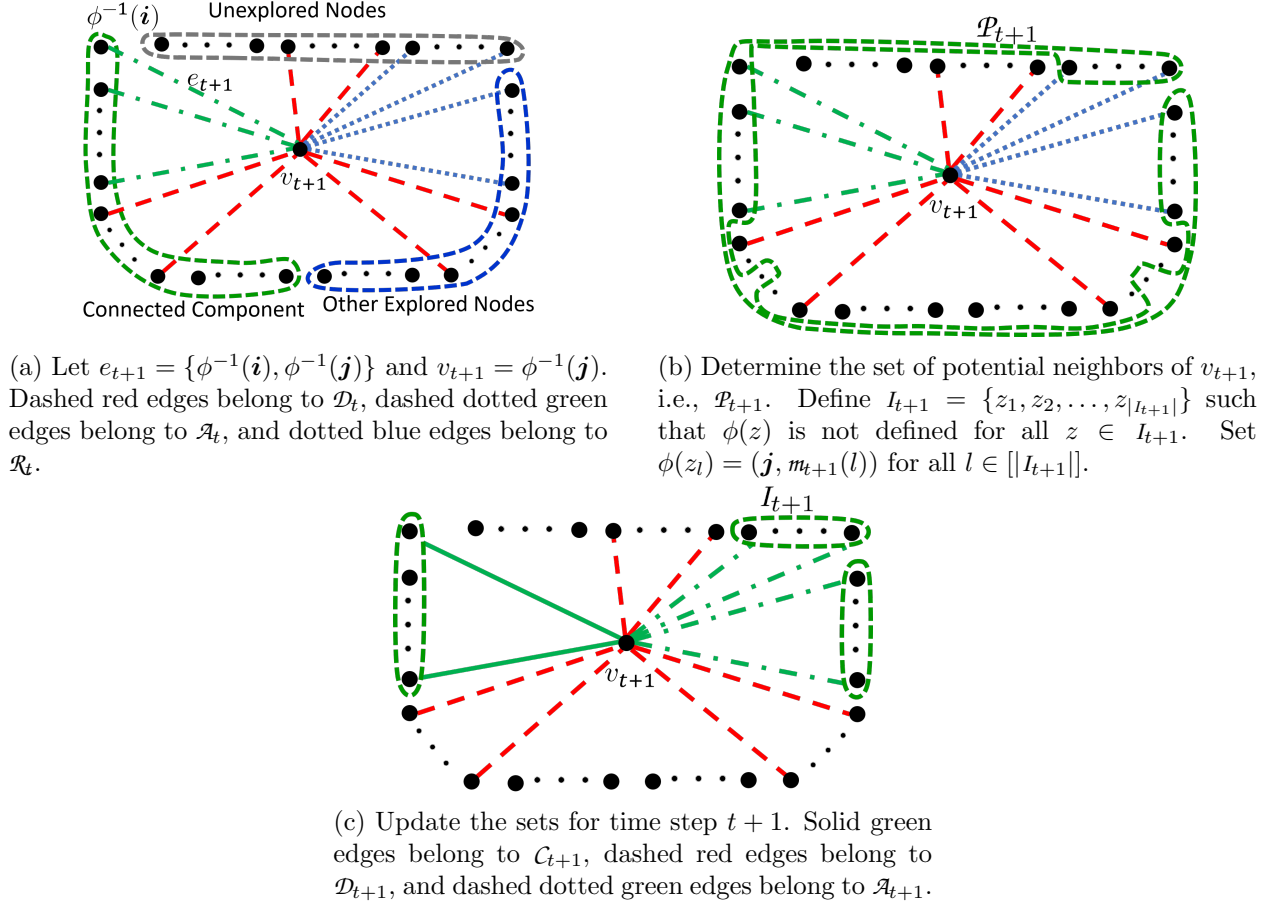 Unexplored Nodes
ϕ⁻¹(𝒊)
e_{t+1}
v_{t+1}
Connected Component
Other Explored Nodes
(a) Let e_{t+1} = {ϕ⁻¹(𝒊), ϕ⁻¹(𝒋)} and v_{t+1} = ϕ⁻¹(𝒋).
Dashed red edges belong to 𝒟_t, dashed dotted green
edges belong to 𝒜_t, and dotted blue edges belong to
ℛ_t.
𝒫_{t+1}
v_{t+1}
(b) Determine the set of potential neighbors of v_{t+1},
i.e., 𝒫_{t+1}. Define I_{t+1} = {z₁, z₂, . . . , z_{|I_{t+1}|}} such
that ϕ(z) is not defined for all z ∈ I_{t+1}. Set
ϕ(z_l) = (𝒋, m_{t+1}(l)) for all l ∈ [|I_{t+1}|].
I_{t+1}
v_{t+1}
(c) Update the sets for time step t + 1. Solid green
edges belong to 𝒞_{t+1}, dashed red edges belong to
𝒟_{t+1}, and dashed dotted green edges belong to 𝒜_{t+1}.